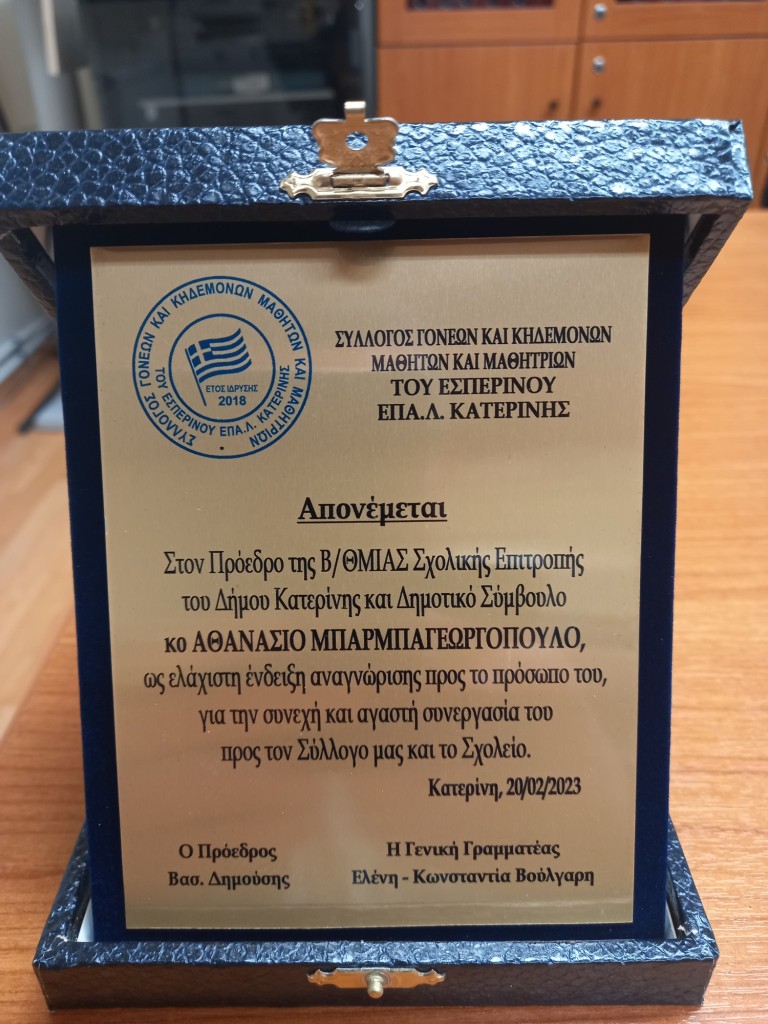 ΣΥΛΛΟΓΟΣ ΓΟΝΕΩΝ ΚΑΙ ΚΗΔΕΜΟΝΩΝ ΜΑΘΗΤΩΝ ΚΑΙ ΜΑΘΗΤΡΙΩΝ
ΤΟΥ ΕΣΠΕΡΙΝΟΥ ΕΠΑ.Λ. ΚΑΤΕΡΙΝΗΣ
ΕΤΟΣ ΙΔΡΥΣΗΣ
2018
ΣΥΛΛΟΓΟΣ ΓΟΝΕΩΝ ΚΑΙ ΚΗΔΕΜΟΝΩΝ
ΜΑΘΗΤΩΝ ΚΑΙ ΜΑΘΗΤΡΙΩΝ
ΤΟΥ ΕΣΠΕΡΙΝΟΥ
ΕΠΑ.Λ. ΚΑΤΕΡΙΝΗΣ
Απονέμεται
Στον Πρόεδρο της Β/ΘΜΙΑΣ Σχολικής Επιτροπής
του Δήμου Κατερίνης και Δημοτικό Σύμβουλο
κο ΑΘΑΝΑΣΙΟ ΜΠΑΡΜΠΑΓΕΩΡΓΟΠΟΥΛΟ,
ως ελάχιστη ένδειξη αναγνώρισης προς το πρόσωπο του,
για την συνεχή και αγαστή συνεργασία του
προς τον Σύλλογο μας και το Σχολείο.
Κατερίνη, 20/02/2023
Ο Πρόεδρος
Βασ. Δημούσης
Η Γενική Γραμματέας
Ελένη - Κωνσταντία Βούλγαρη